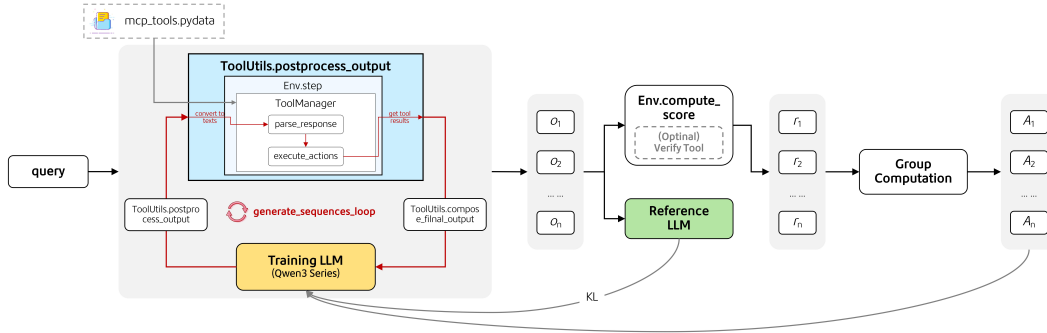 mcp_tools.pydata
ToolUtils.postprocess_output
Env.step
ToolManager
convert to
texts
parse_response
get tool
results
execute_actions
query
ToolUtils.postpro
cess_output
generate_sequences_loop
ToolUtils.compos
e_filnal_output
Training LLM
(Qwen3 Series)
o1
o2
... ...
on
Env.compute_
score
(Optinal)
Verify Tool
Reference
LLM
r1
r2
... ...
rn
Group
Computation
A1
A2
... ...
An
KL